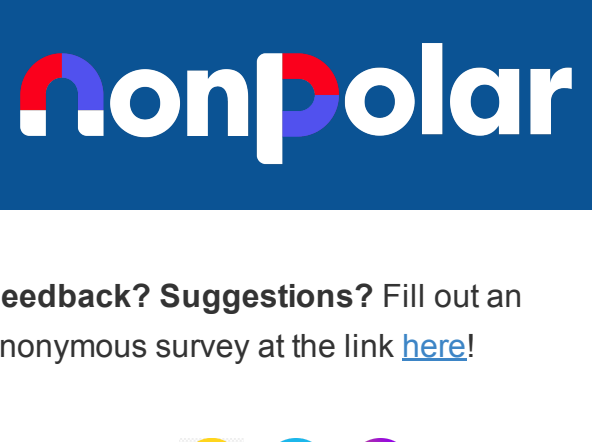 nonpolar
eedback? Suggestions? Fill out an
nonymous survey at the link here!